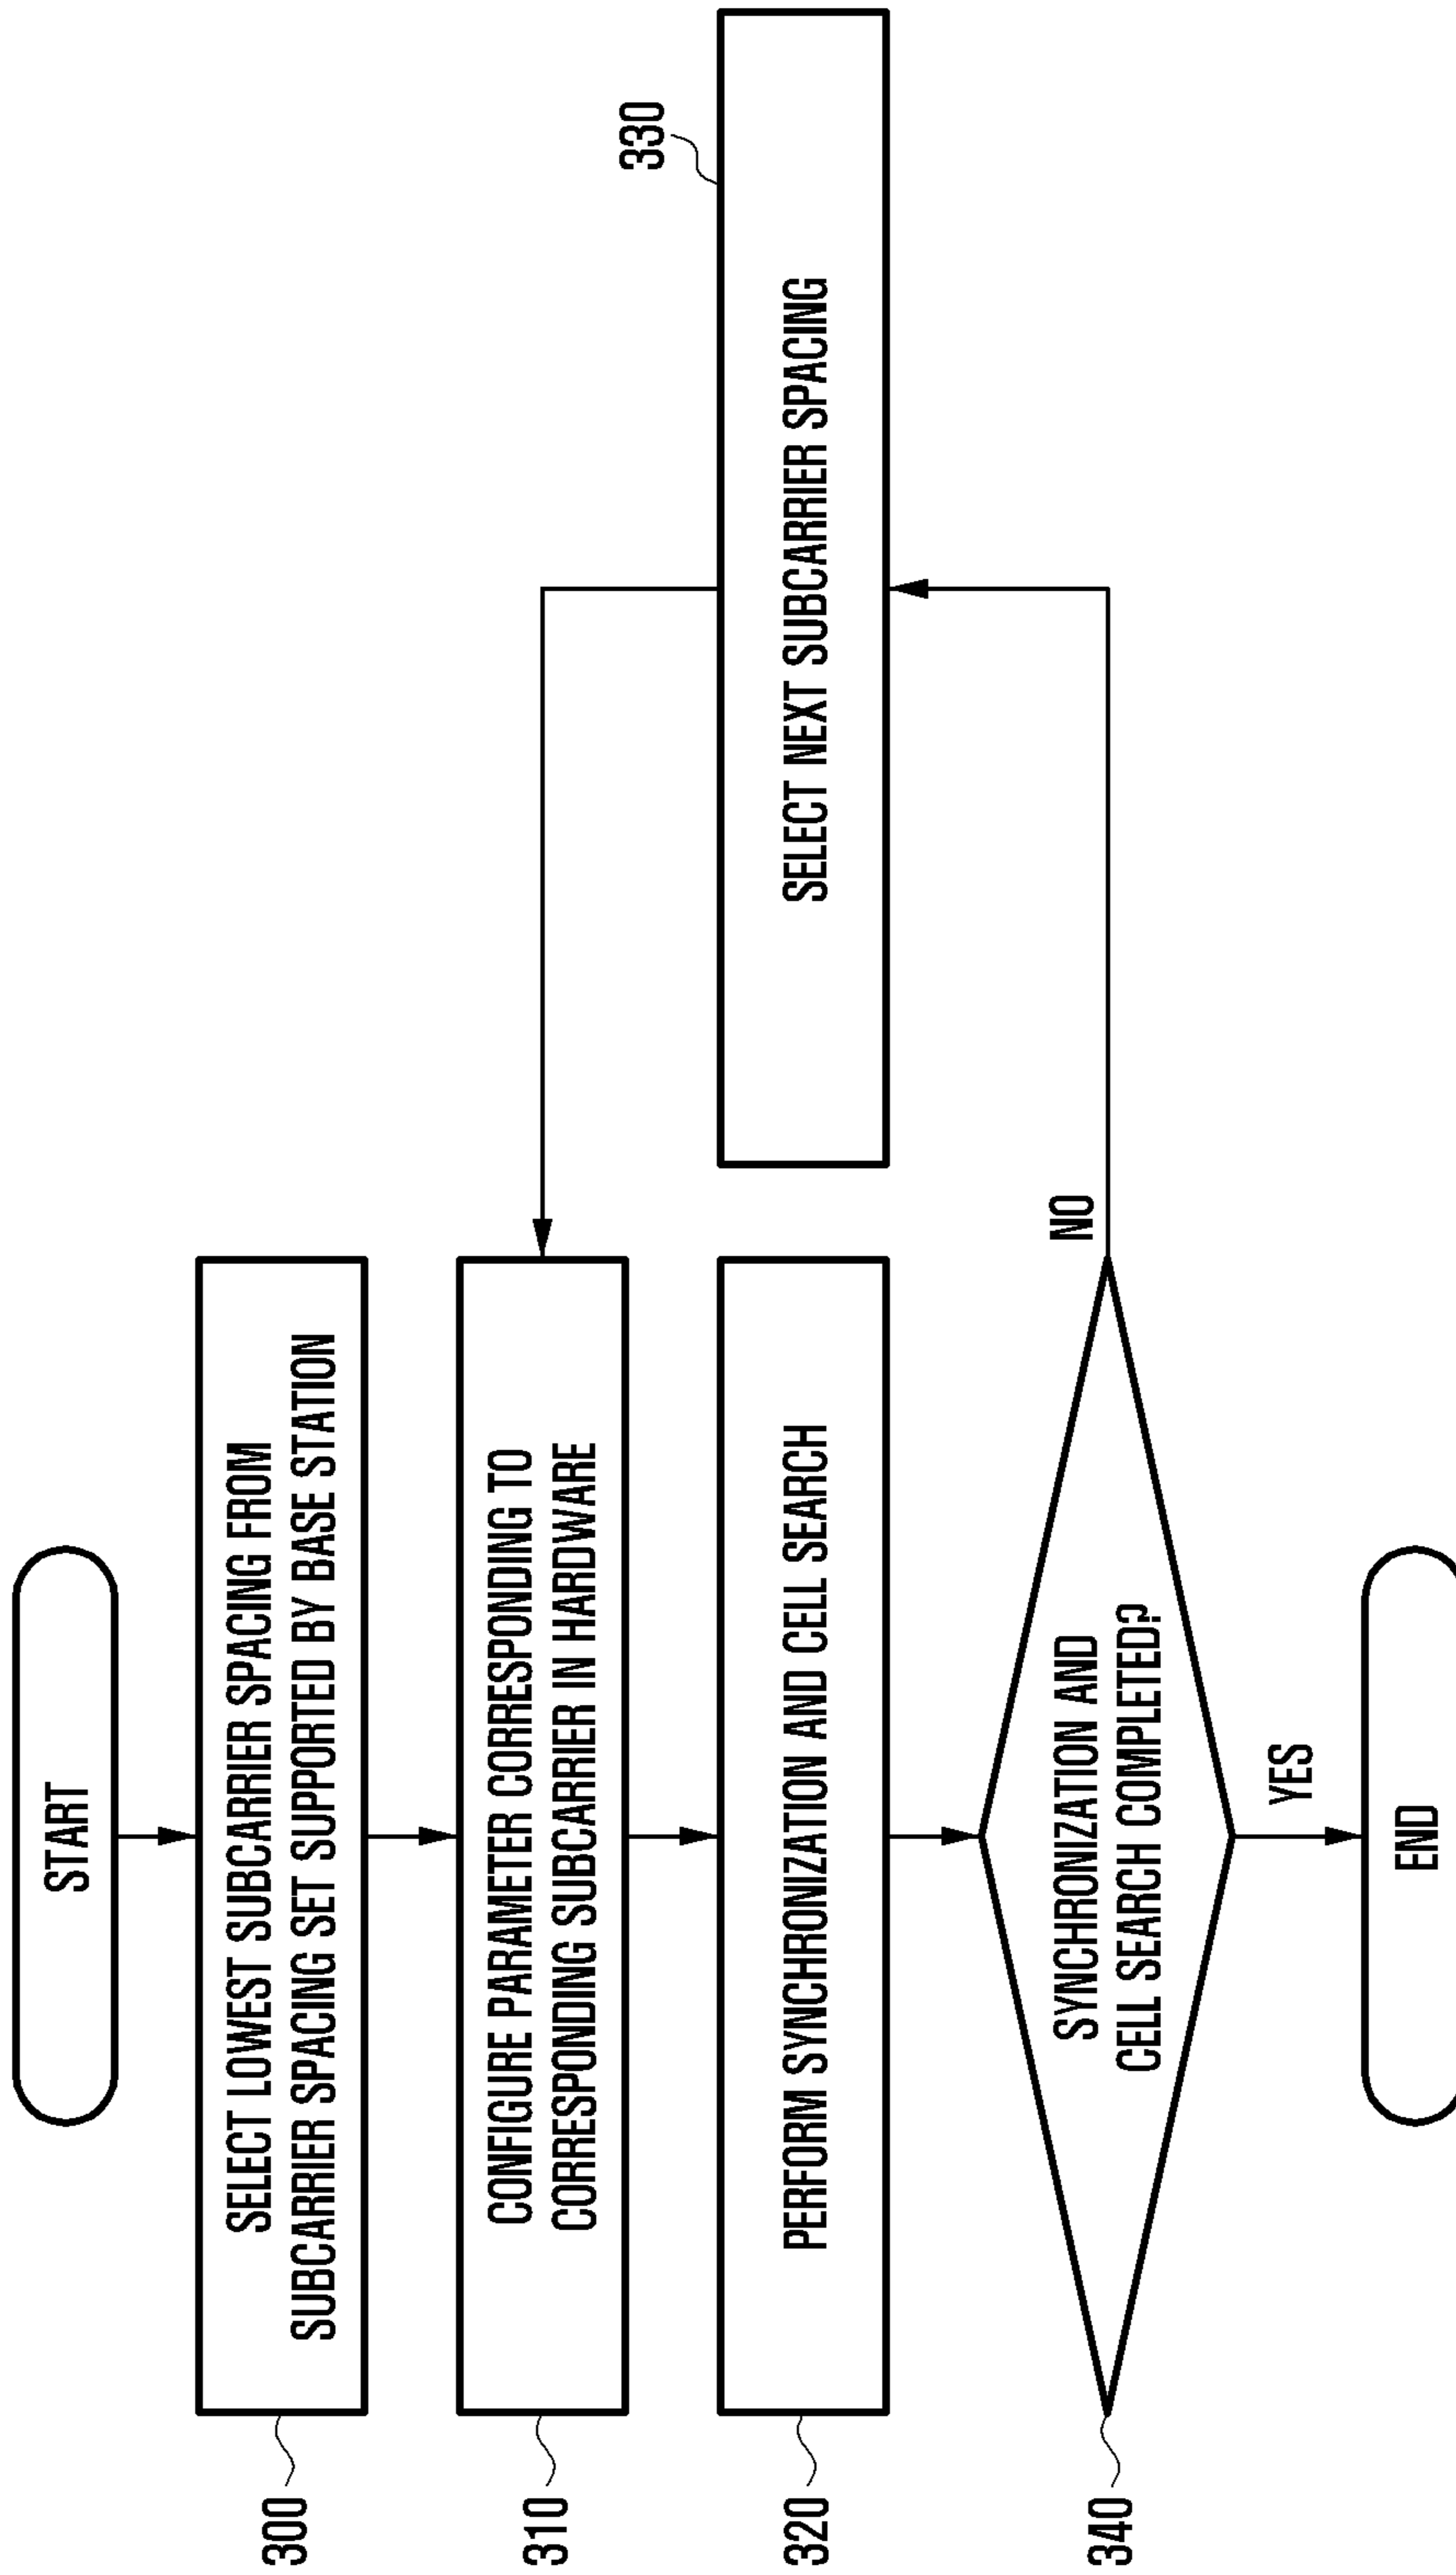 START
300
SELECT LOWEST SUBCARRIER SPACING FROM
SUBCARRIER SPACING SET SUPPORTED BY BASE STATION
310
CONFIGURE PARAMETER CORRESPONDING TO
CORRESPONDING SUBCARRIER IN HARDWARE
320
PERFORM SYNCHRONIZATION AND CELL SEARCH
330
SELECT NEXT SUBCARRIER SPACING
340
SYNCHRONIZATION AND
CELL SEARCH COMPLETED?
NO
YES
END